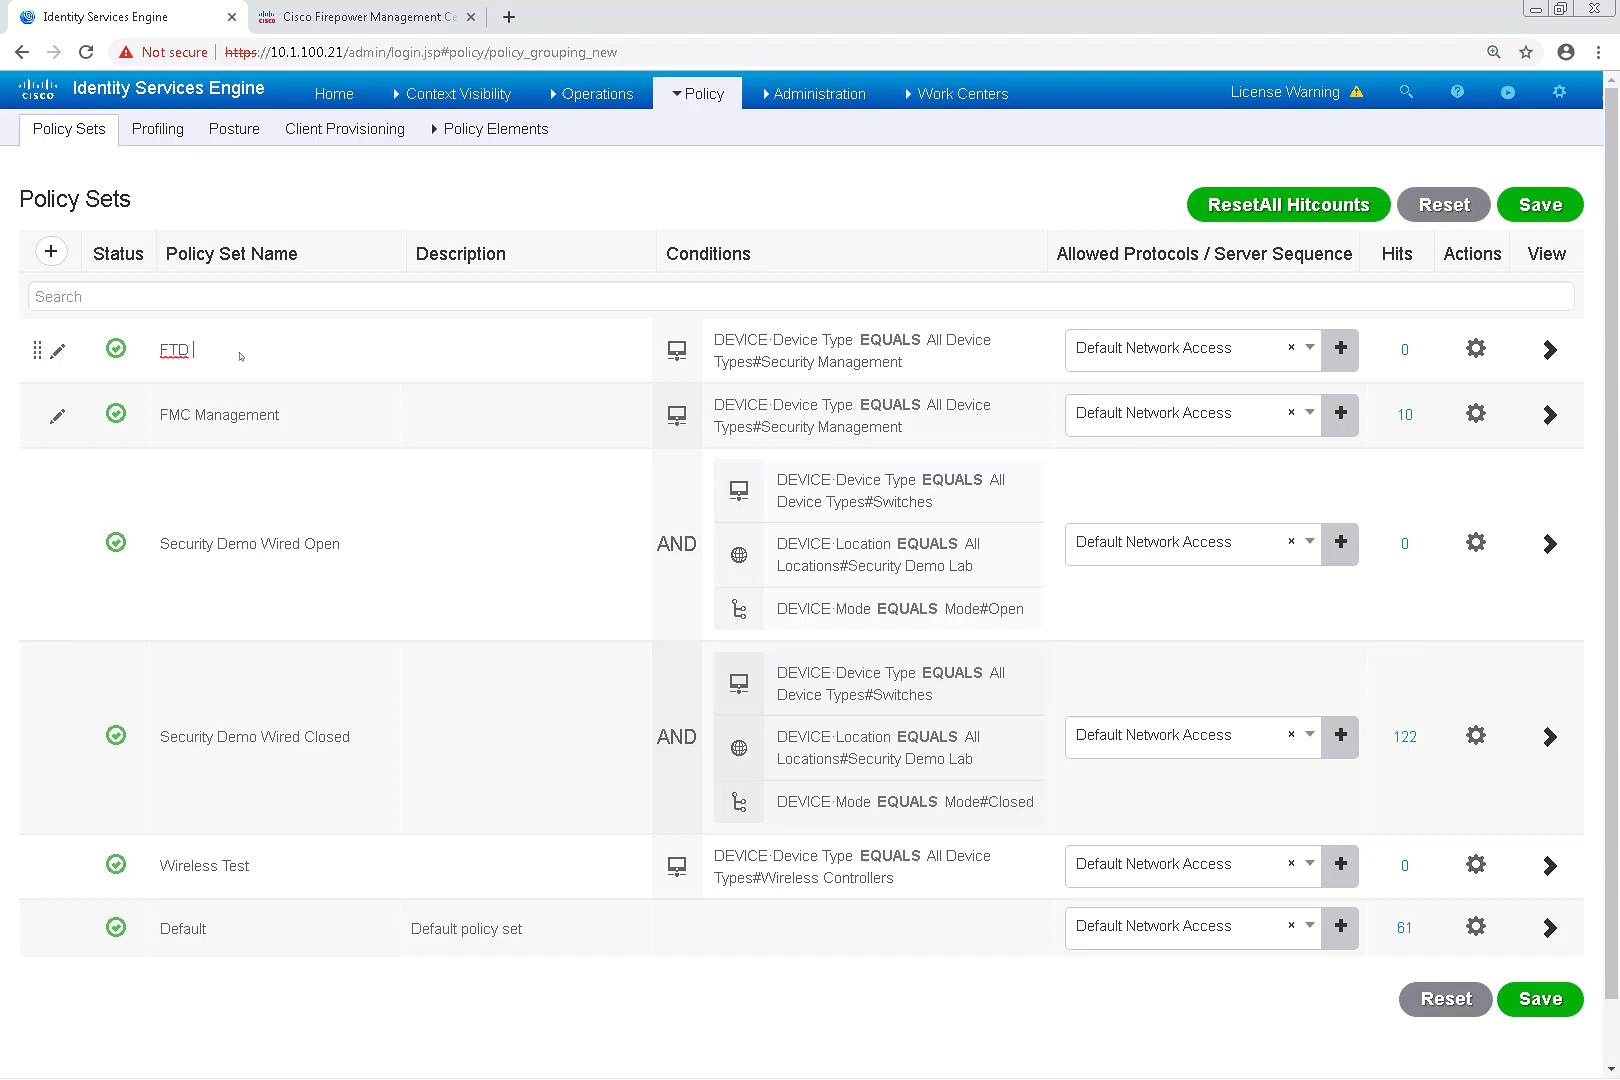 Identity Services Engine
Cisco Firepower Management Ce
Not secure
https://10.1.100.21/admin/login.jsp#policy/policy_grouping_new
cisco
Identity Services Engine
Home
Context Visibility
Operations
Policy
Administration
Work Centers
License Warning
Policy Sets
Profiling
Posture
Client Provisioning
Policy Elements
Policy Sets
ResetAll Hitcounts
Reset
Save
Status
Policy Set Name
Description
Conditions
Allowed Protocols / Server Sequence
Hits
Actions
View
Search
FTD
DEVICE·Device Type EQUALS All Device
Types#Security Management
Default Network Access
0
FMC Management
DEVICE·Device Type EQUALS All Device
Types#Security Management
Default Network Access
10
Security Demo Wired Open
AND
DEVICE·Device Type EQUALS All
Device Types#Switches
DEVICE·Location EQUALS All
Locations#Security Demo Lab
DEVICE·Mode EQUALS Mode#Open
Default Network Access
0
Security Demo Wired Closed
AND
DEVICE·Device Type EQUALS All
Device Types#Switches
DEVICE·Location EQUALS All
Locations#Security Demo Lab
DEVICE·Mode EQUALS Mode#Closed
Default Network Access
122
Wireless Test
DEVICE·Device Type EQUALS All Device
Types#Wireless Controllers
Default Network Access
0
Default
Default policy set
Default Network Access
61
Reset
Save